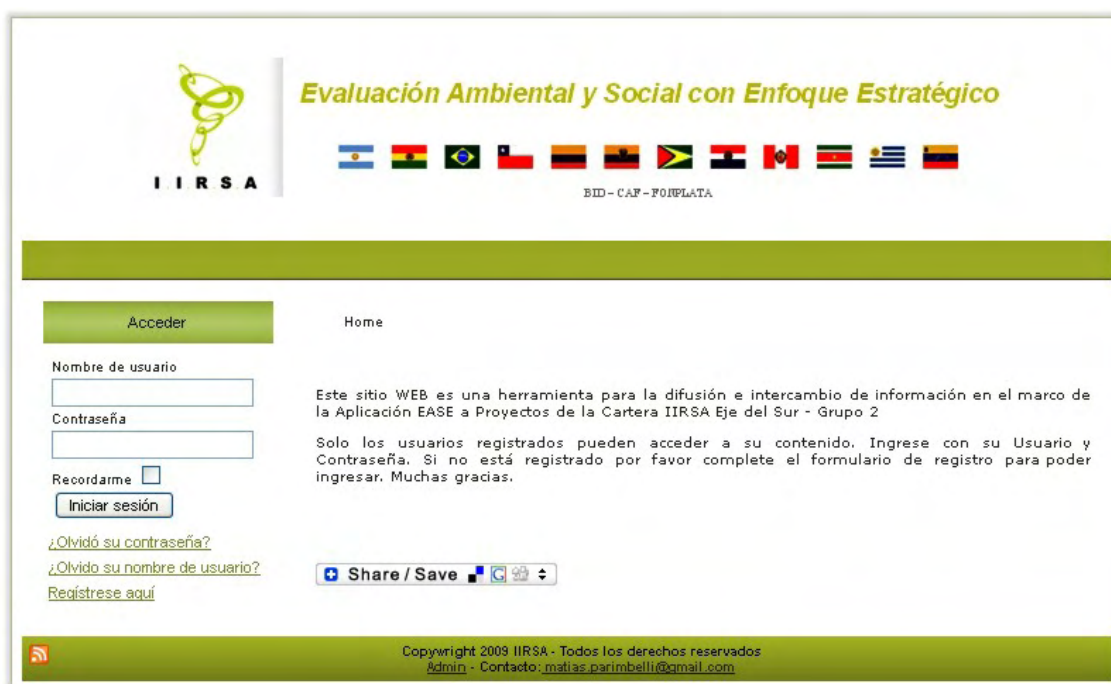 Evaluación Ambiental y Social con Enfoque Estratégico
I.I.R.S.A
BID-CAF-FONPLATA
Acceder
Home
Nombre de usuario
Contraseña
Recordarme
Iniciar sesión
¿Olvidó su contraseña?
¿Olvido su nombre de usuario?
Regístrese aquí
Este sitio WEB es una herramienta para la difusión e intercambio de información en el marco de
la Aplicación EASE a Proyectos de la Cartera IIRSA Eje del Sur - Grupo 2
Solo los usuarios registrados pueden acceder a su contenido. Ingrese con su Usuario y
Contraseña. Si no está registrado por favor complete el formulario de registro para poder
ingresar. Muchas gracias.
Share / Save
Copywright 2009 IIRSA - Todos los derechos reservados
Admin - Contacto: matias.parimbelli@gmail.com